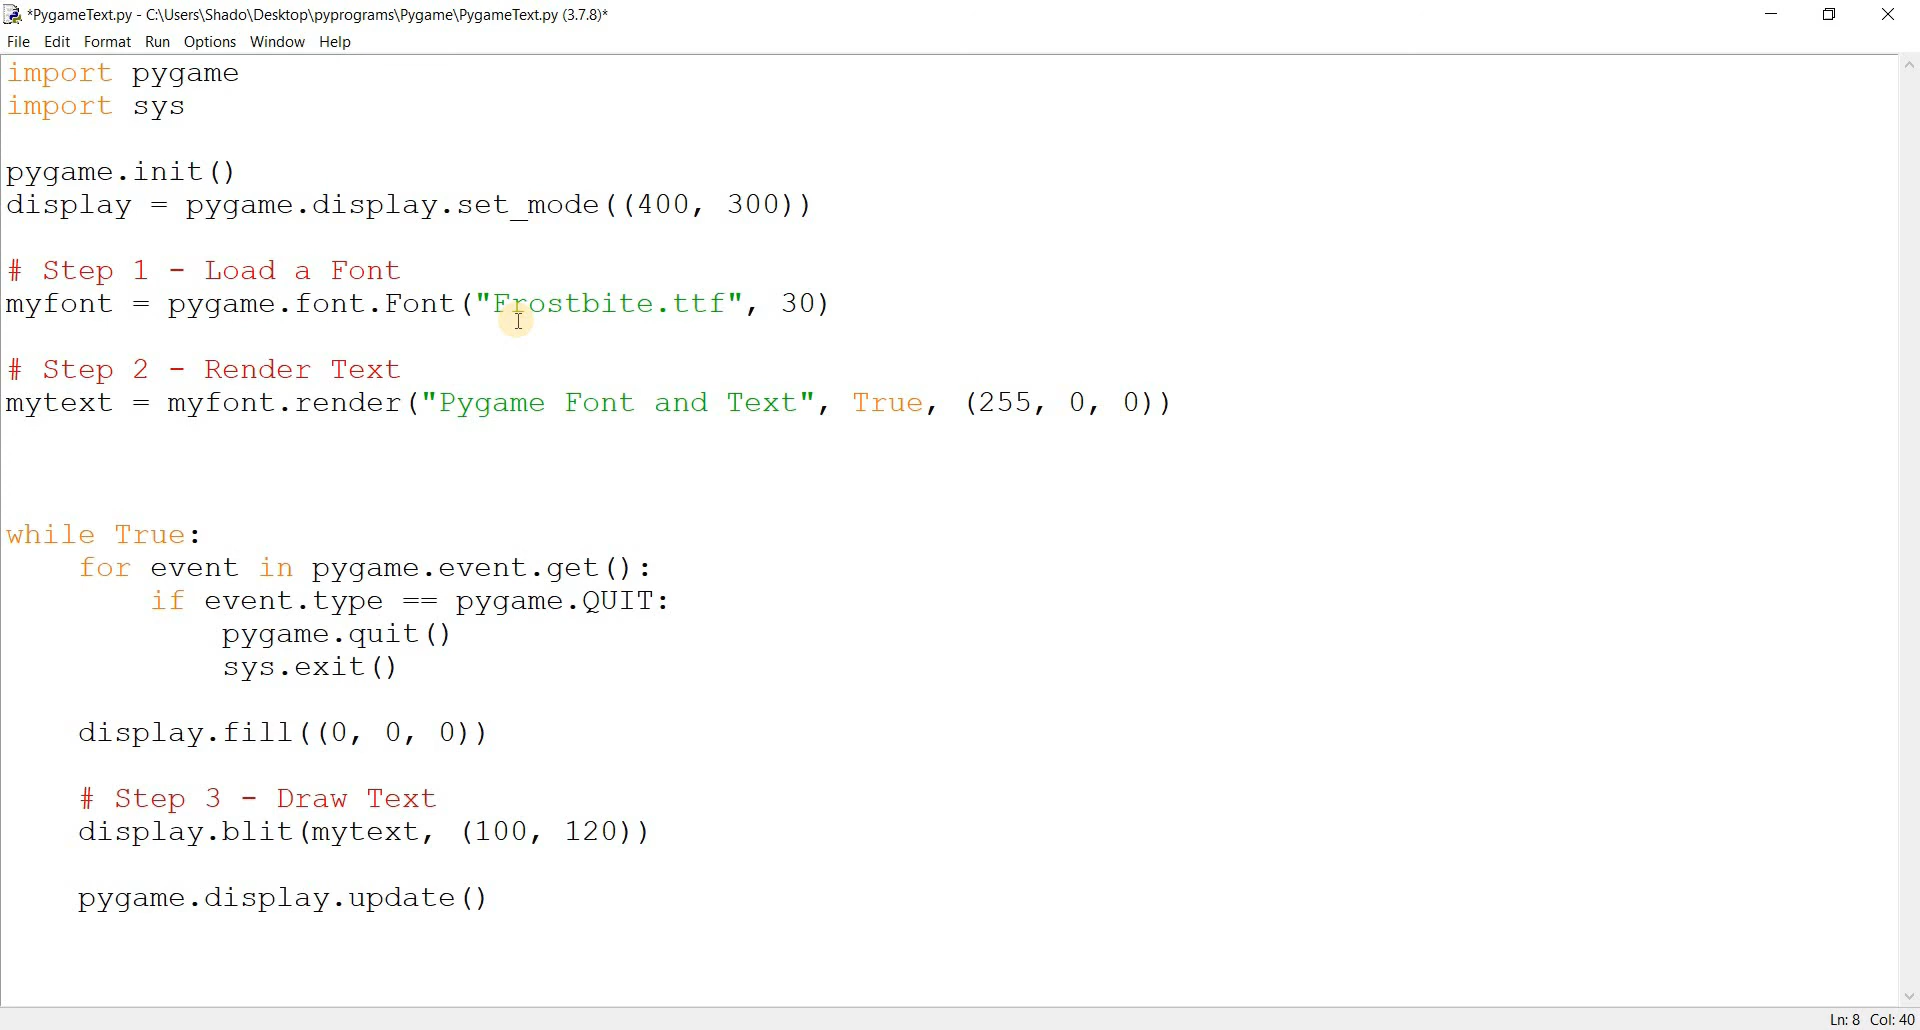 *PygameText.py - C:\Users\Shado\Desktop\pyprograms\Pygame\PygameText.py (3.7.8)*
File Edit Format Run Options Window Help
import pygame
import sys

pygame.init()
display = pygame.display.set_mode((400, 300))

# Step 1 - Load a Font
myfont = pygame.font.Font("Frostbite.ttf", 30)

# Step 2 - Render Text
mytext = myfont.render("Pygame Font and Text", True, (255, 0, 0))

while True:
    for event in pygame.event.get():
        if event.type == pygame.QUIT:
            pygame.quit()
            sys.exit()

    display.fill((0, 0, 0))

    # Step 3 - Draw Text
    display.blit(mytext, (100, 120))

    pygame.display.update()
Ln: 8 Col: 40